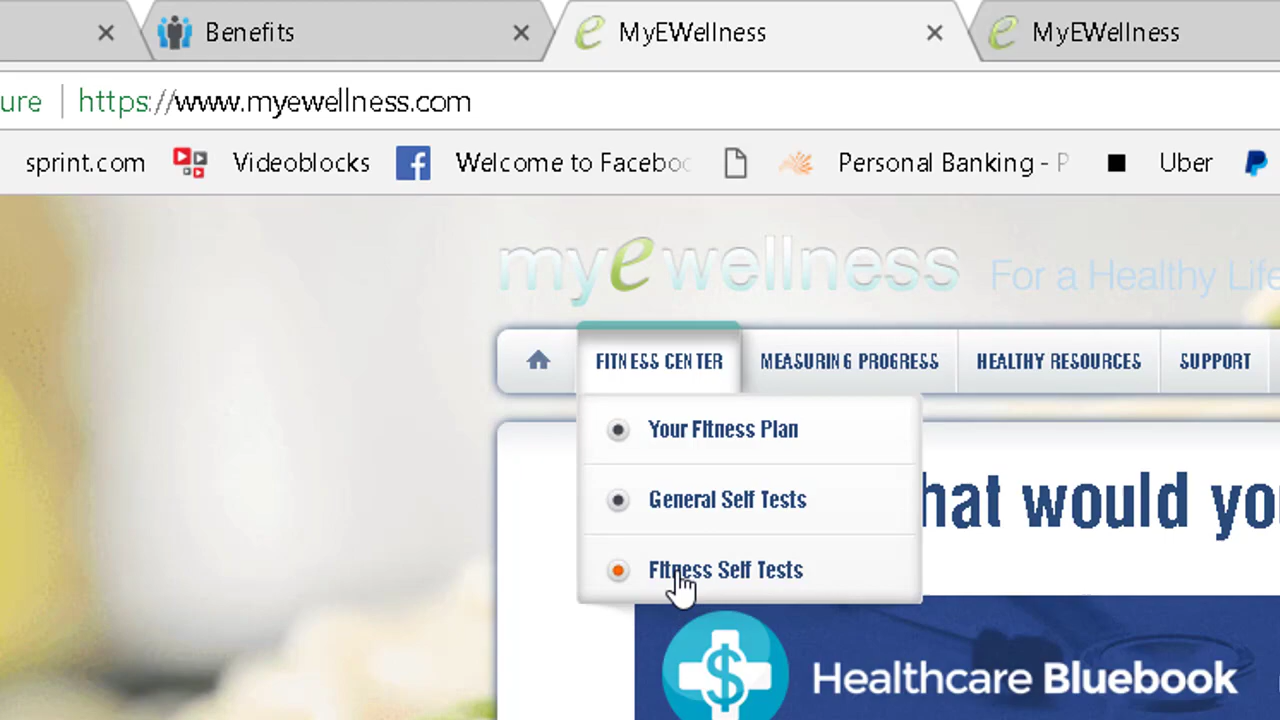 Benefits
MyEWellness
MyEWellness
ure
https://www.myewellness.com
sprint.com
Videoblocks
Welcome to Faceboo
Personal Banking - P
Uber
myewellness
For a Healthy Life
FITNESS CENTER
MEASURING PROGRESS
HEALTHY RESOURCES
SUPPORT
Your Fitness Plan
General Self Tests
Fitness Self Tests
hat would yo
Healthcare Bluebook